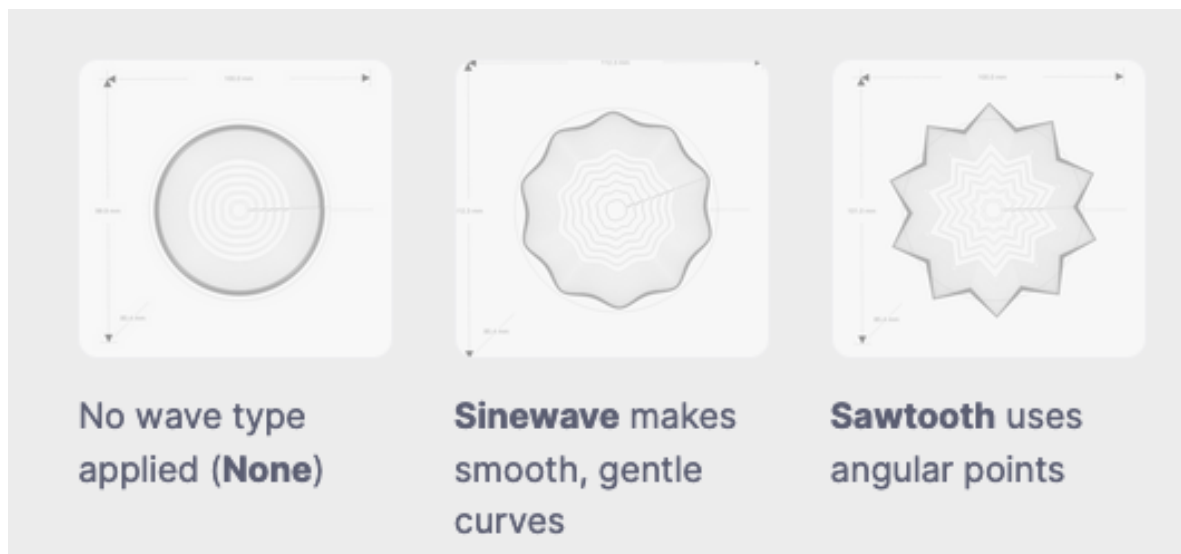 No wave type
applied (None)
Sinewave makes
smooth, gentle
curves
Sawtooth uses
angular points